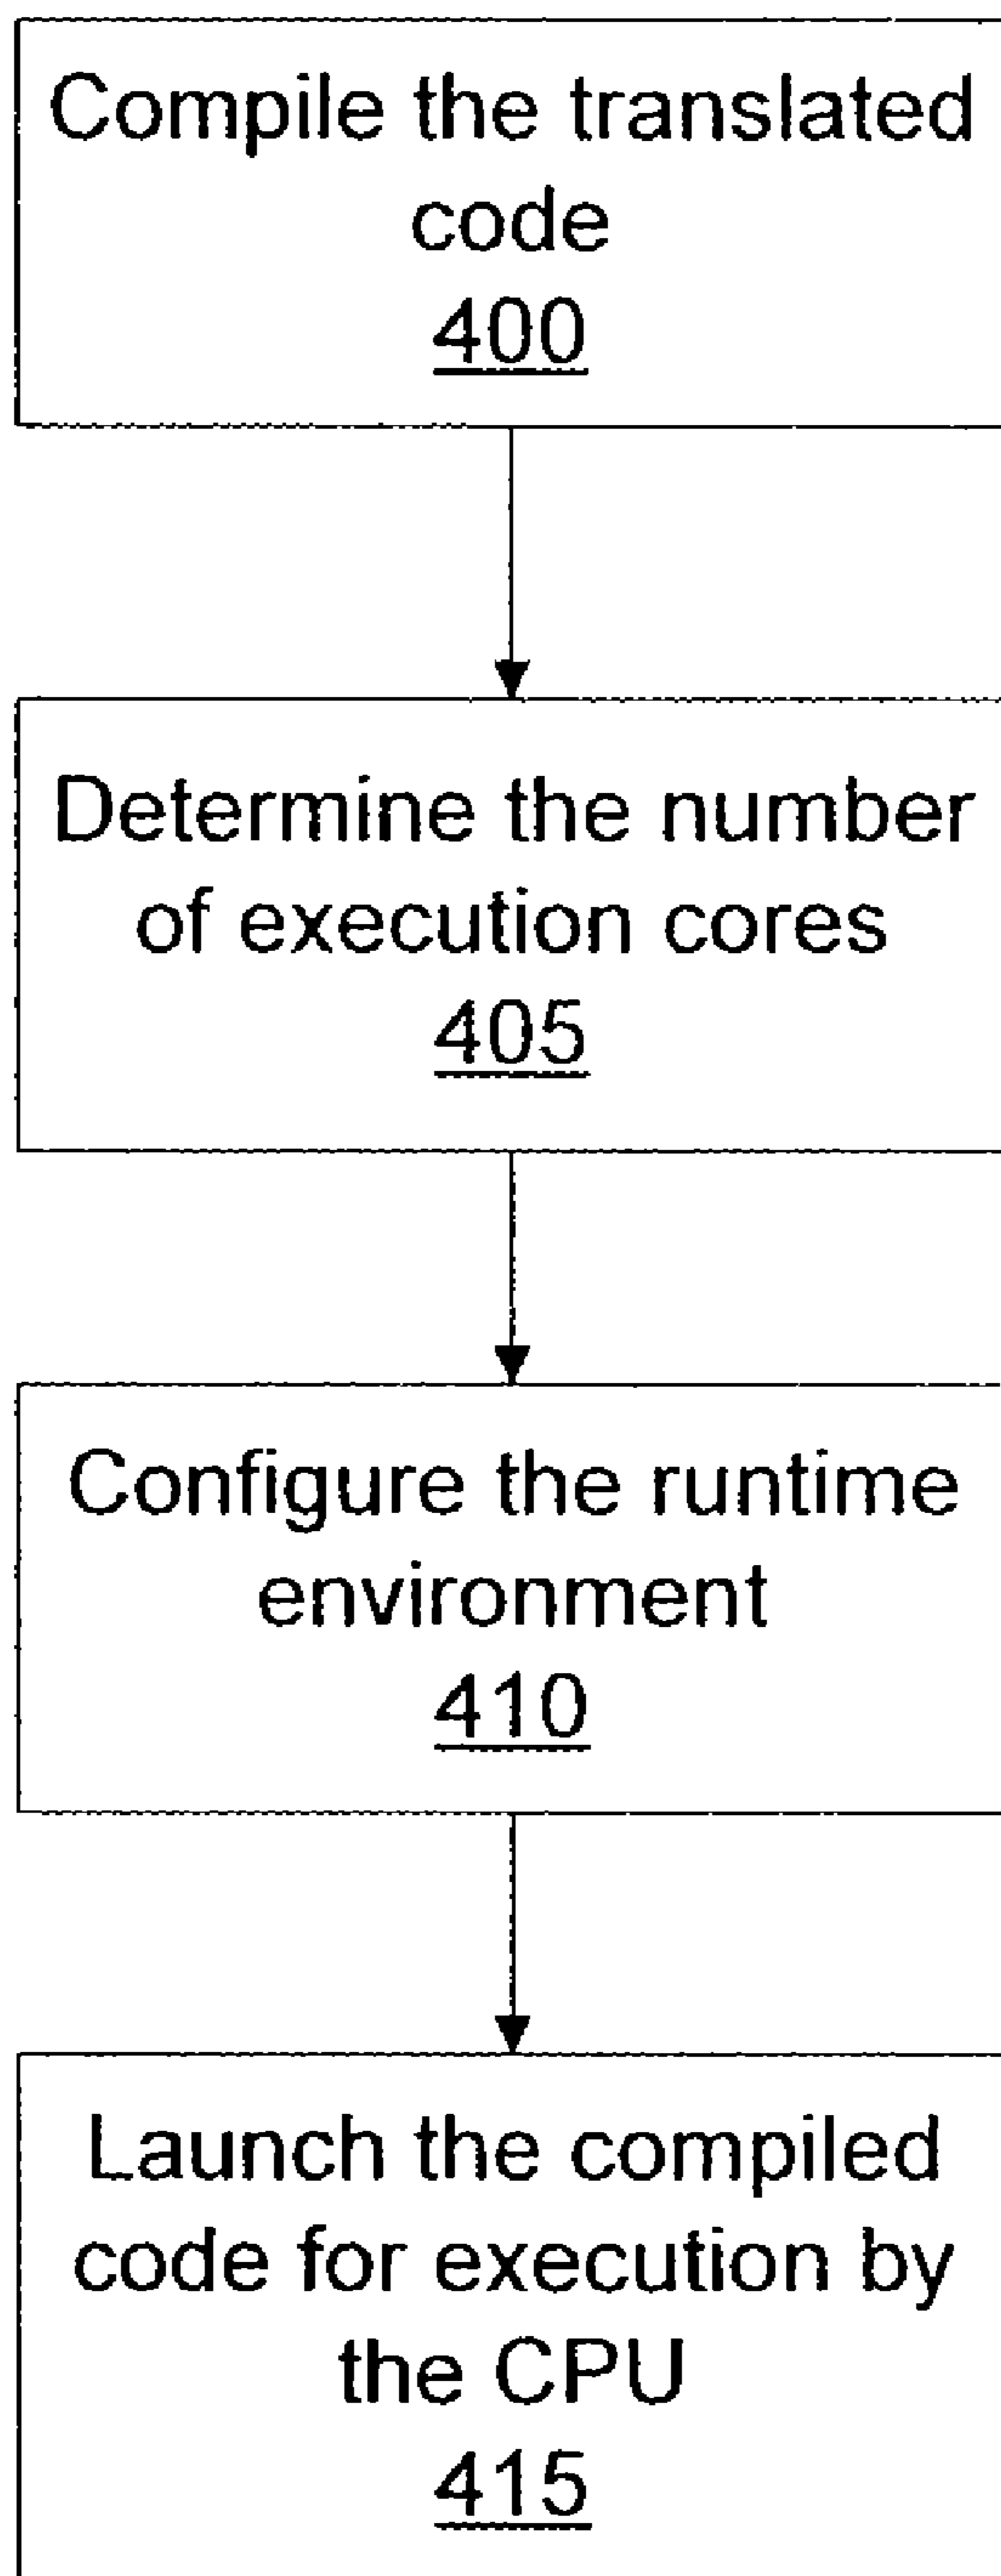 Compile the translated
code
400
Determine the number
of execution cores
405
Configure the runtime
environment
410
Launch the compiled
code for execution by
the CPU
415